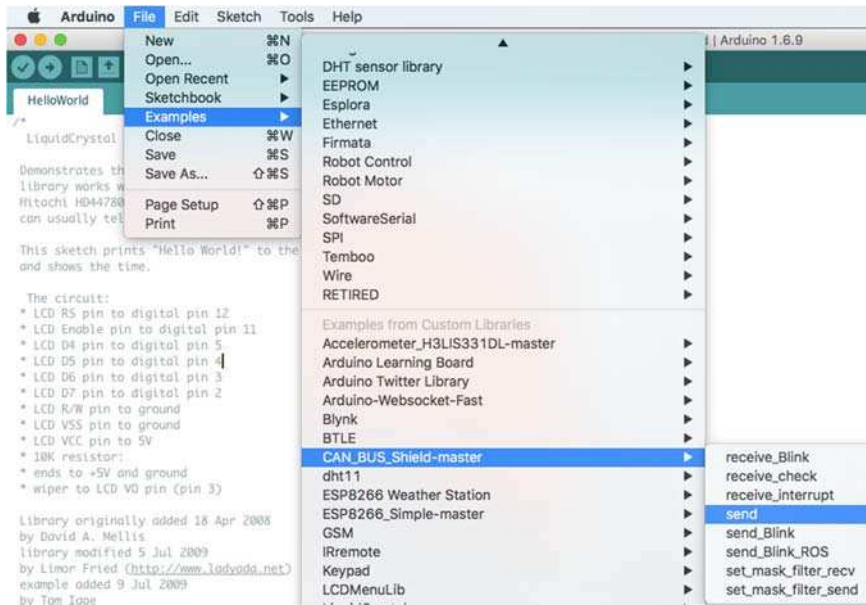 Arduino File Edit Sketch Tools Help
| Arduino 1.6.9
HelloWorld
New ⌘N
Open... ⌘O
Open Recent
Sketchbook
Examples
Close ⌘W
Save ⌘S
Save As... ⇧⌘S
Page Setup ⇧⌘P
Print ⌘P
/*
LiquidCrystal
Demonstrates th
library works w
Hitachi HD44780
can usually tel
This sketch prints "Hello World!" to the
and shows the time.
The circuit:
* LCD RS pin to digital pin 12
* LCD Enable pin to digital pin 11
* LCD D4 pin to digital pin 5
* LCD D5 pin to digital pin 4
* LCD D6 pin to digital pin 3
* LCD D7 pin to digital pin 2
* LCD R/W pin to ground
* LCD VSS pin to ground
* LCD VCC pin to 5V
* 10K resistor:
* ends to +5V and ground
* wiper to LCD VO pin (pin 3)
Library originally added 18 Apr 2008
by David A. Mellis
library modified 5 Jul 2009
by Limor Fried (http://www.ladyada.net)
example added 9 Jul 2009
by Tom Igoe
DHT sensor library
EEPROM
Esplora
Ethernet
Firmata
Robot Control
Robot Motor
SD
SoftwareSerial
SPI
Temboo
Wire
RETIRED
Examples from Custom Libraries
Accelerometer_H3LIS331DL-master
Arduino Learning Board
Arduino Twitter Library
Arduino-Websocket-Fast
Blynk
BTLE
CAN_BUS_Shield-master
dht11
ESP8266 Weather Station
ESP8266_Simple-master
GSM
IRremote
Keypad
LCDMenuLib
receive_Blink
receive_check
receive_interrupt
send
send_Blink
send_Blink_ROS
set_mask_filter_recv
set_mask_filter_send